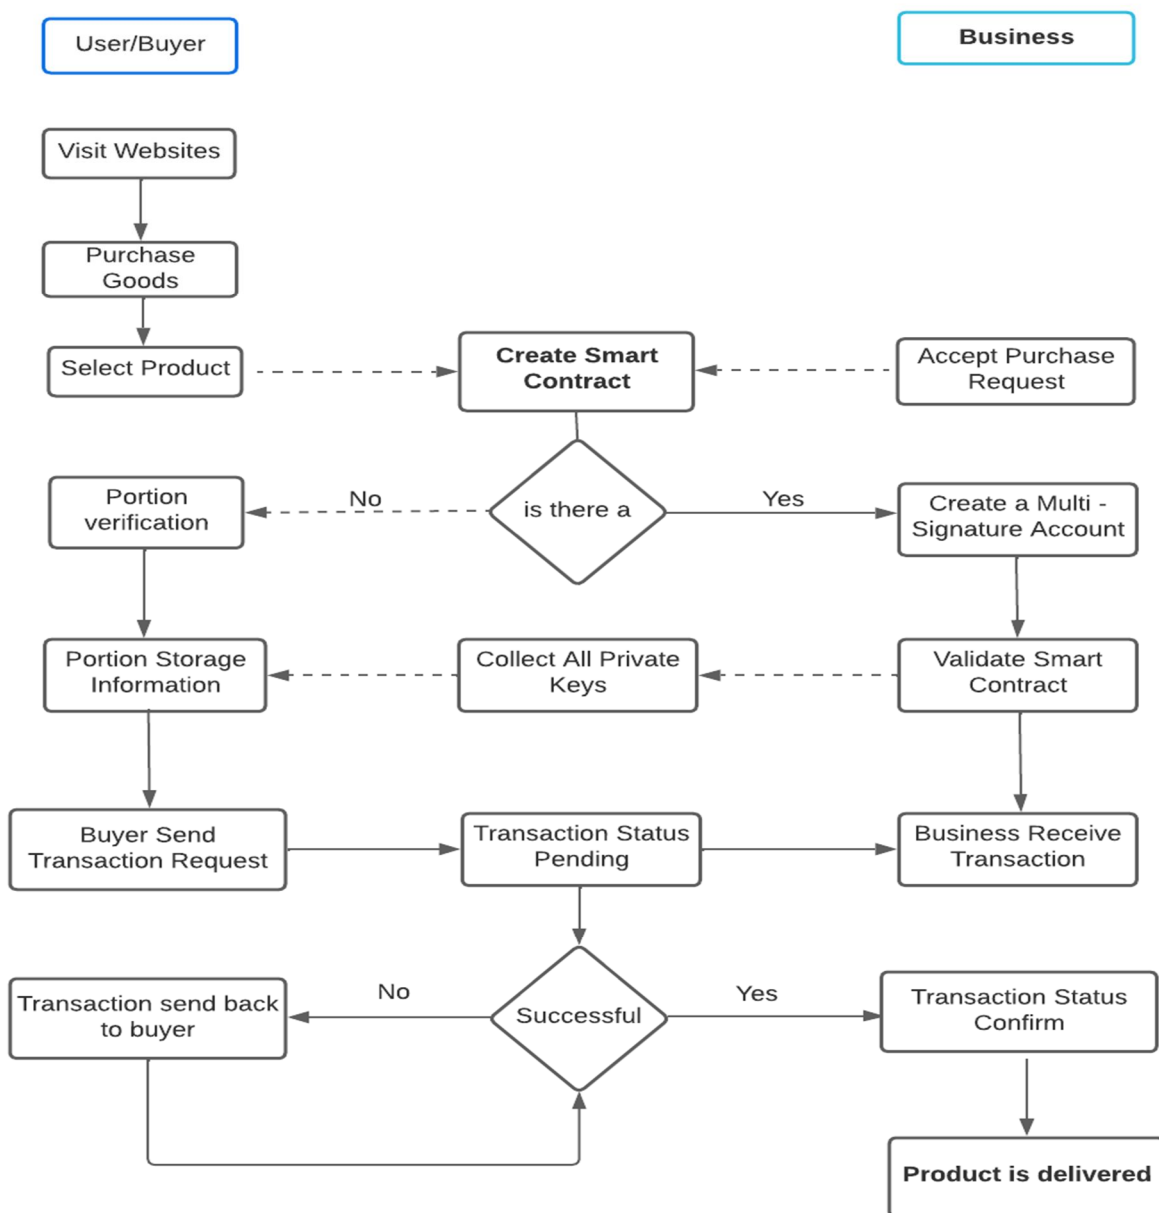 User/Buyer
Business
Visit Websites
Purchase
Goods
Select Product
Create Smart
Contract
Accept Purchase
Request
Portion
verification
No
is there a
Yes
Create a Multi -
Signature Account
Portion Storage
Information
Collect All Private
Keys
Validate Smart
Contract
Buyer Send
Transaction Request
Transaction Status
Pending
Business Receive
Transaction
Transaction send back
to buyer
No
Successful
Yes
Transaction Status
Confirm
Product is delivered